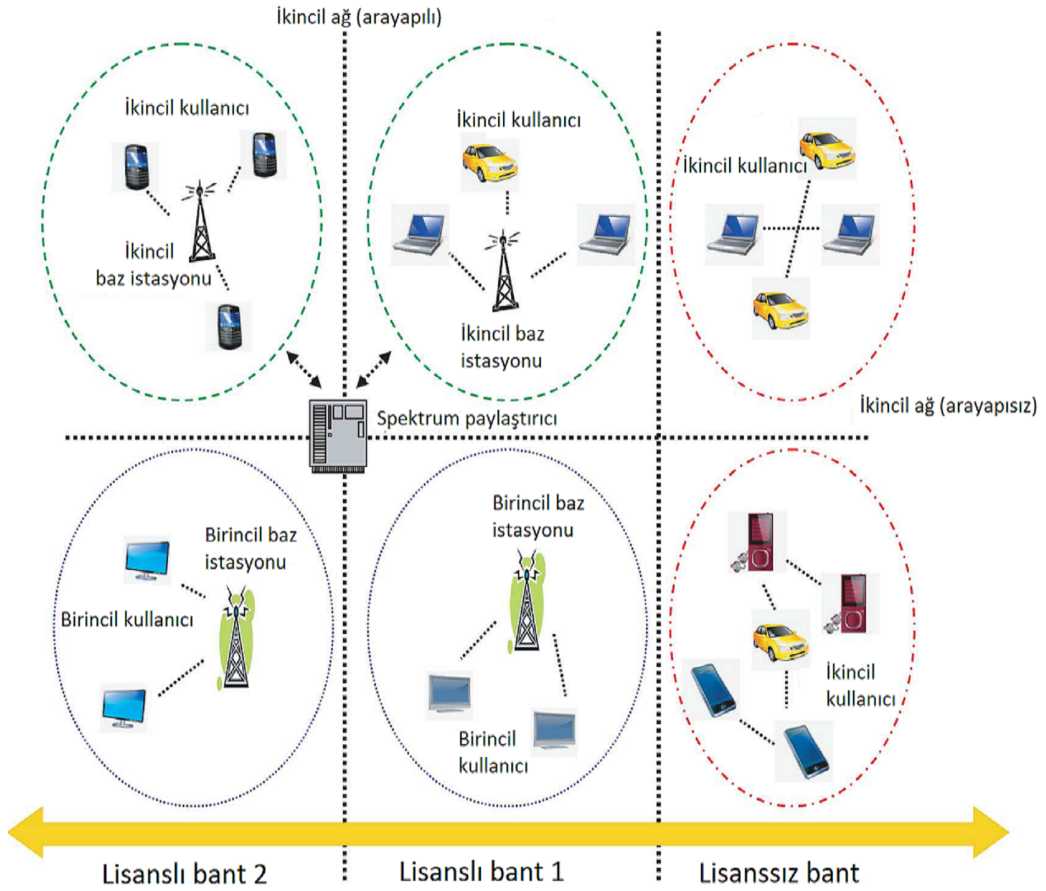 İkincil ağ (arayapılı)
İkincil kullanıcı
İkincil
baz istasyonu
İkincil kullanıcı
İkincil baz
istasyonu
İkincil kullanıcı
Spektrum paylaştırıcı
İkincil ağ (arayapısız)
Birincil baz
istasyonu
Birincil kullanıcı
Birincil baz
istasyonu
Birincil
kullanıcı
İkincil
kullanıcı
Lisanslı bant 2
Lisanslı bant 1
Lisanssız bant